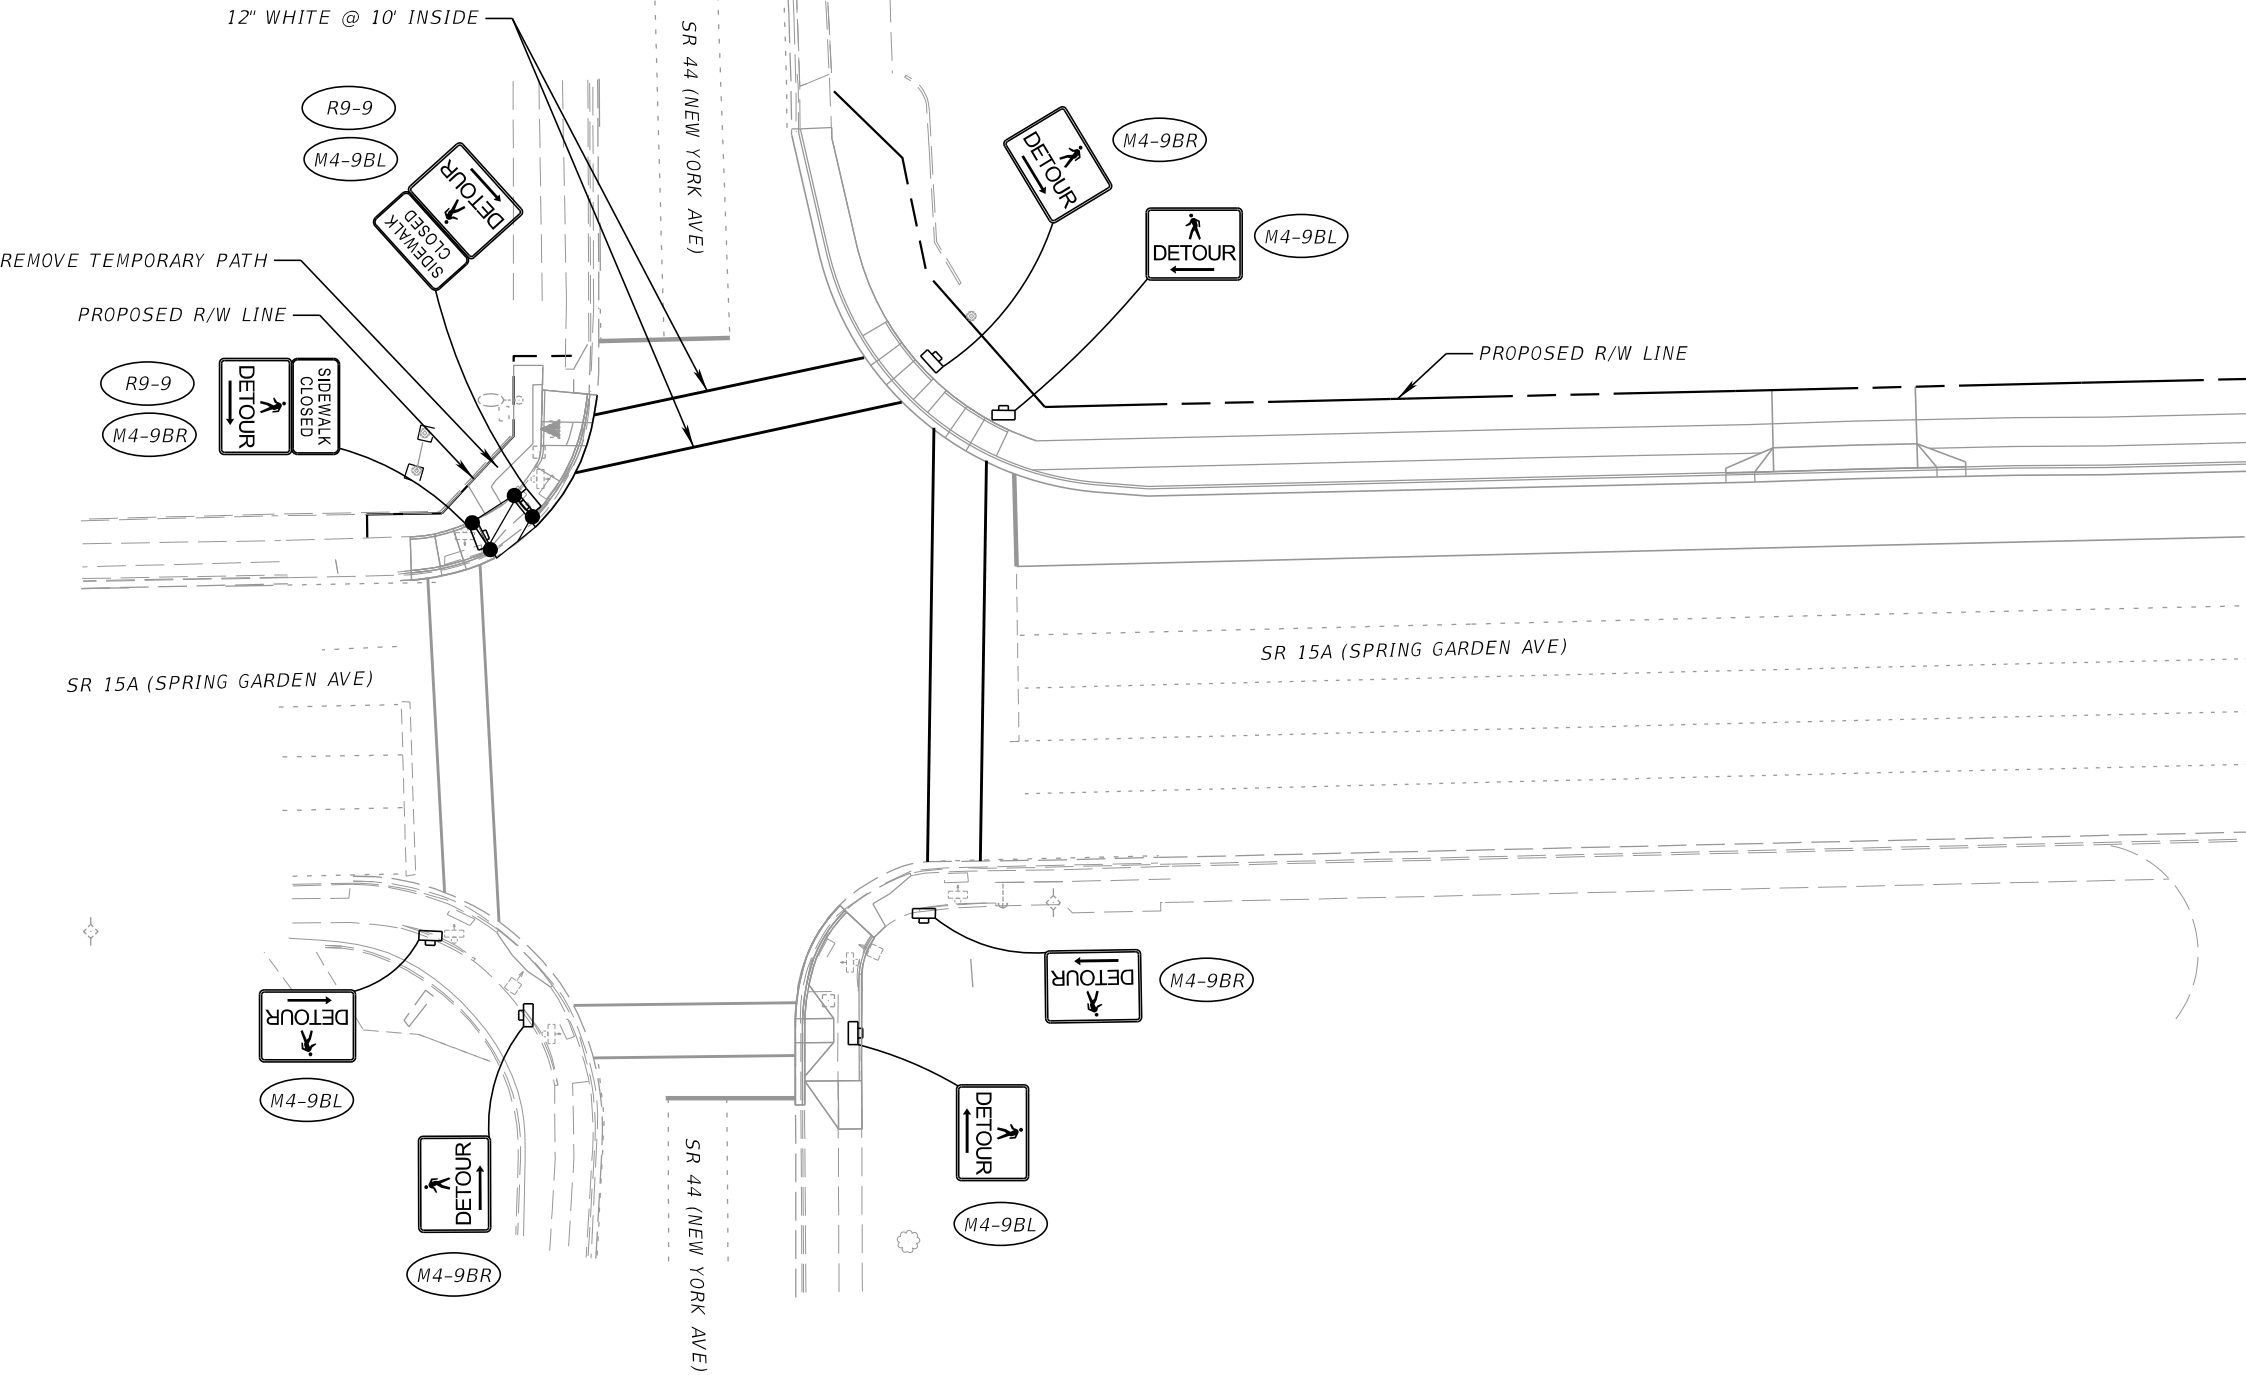 12" WHITE @ 10' INSIDE
SR 44 (NEW YORK AVE)
R9-9
M4-9BL
DETOUR
SIDEWALK
CLOSED
DETOUR
M4-9BR
DETOUR
M4-9BL
REMOVE TEMPORARY PATH
PROPOSED R/W LINE
PROPOSED R/W LINE
R9-9
M4-9BR
DETOUR
SIDEWALK
CLOSED
SR 15A (SPRING GARDEN AVE)
SR 15A (SPRING GARDEN AVE)
DETOUR
M4-9BR
DETOUR
M4-9BL
DETOUR
M4-9BL
DETOUR
M4-9BR
SR 44 (NEW YORK AVE)